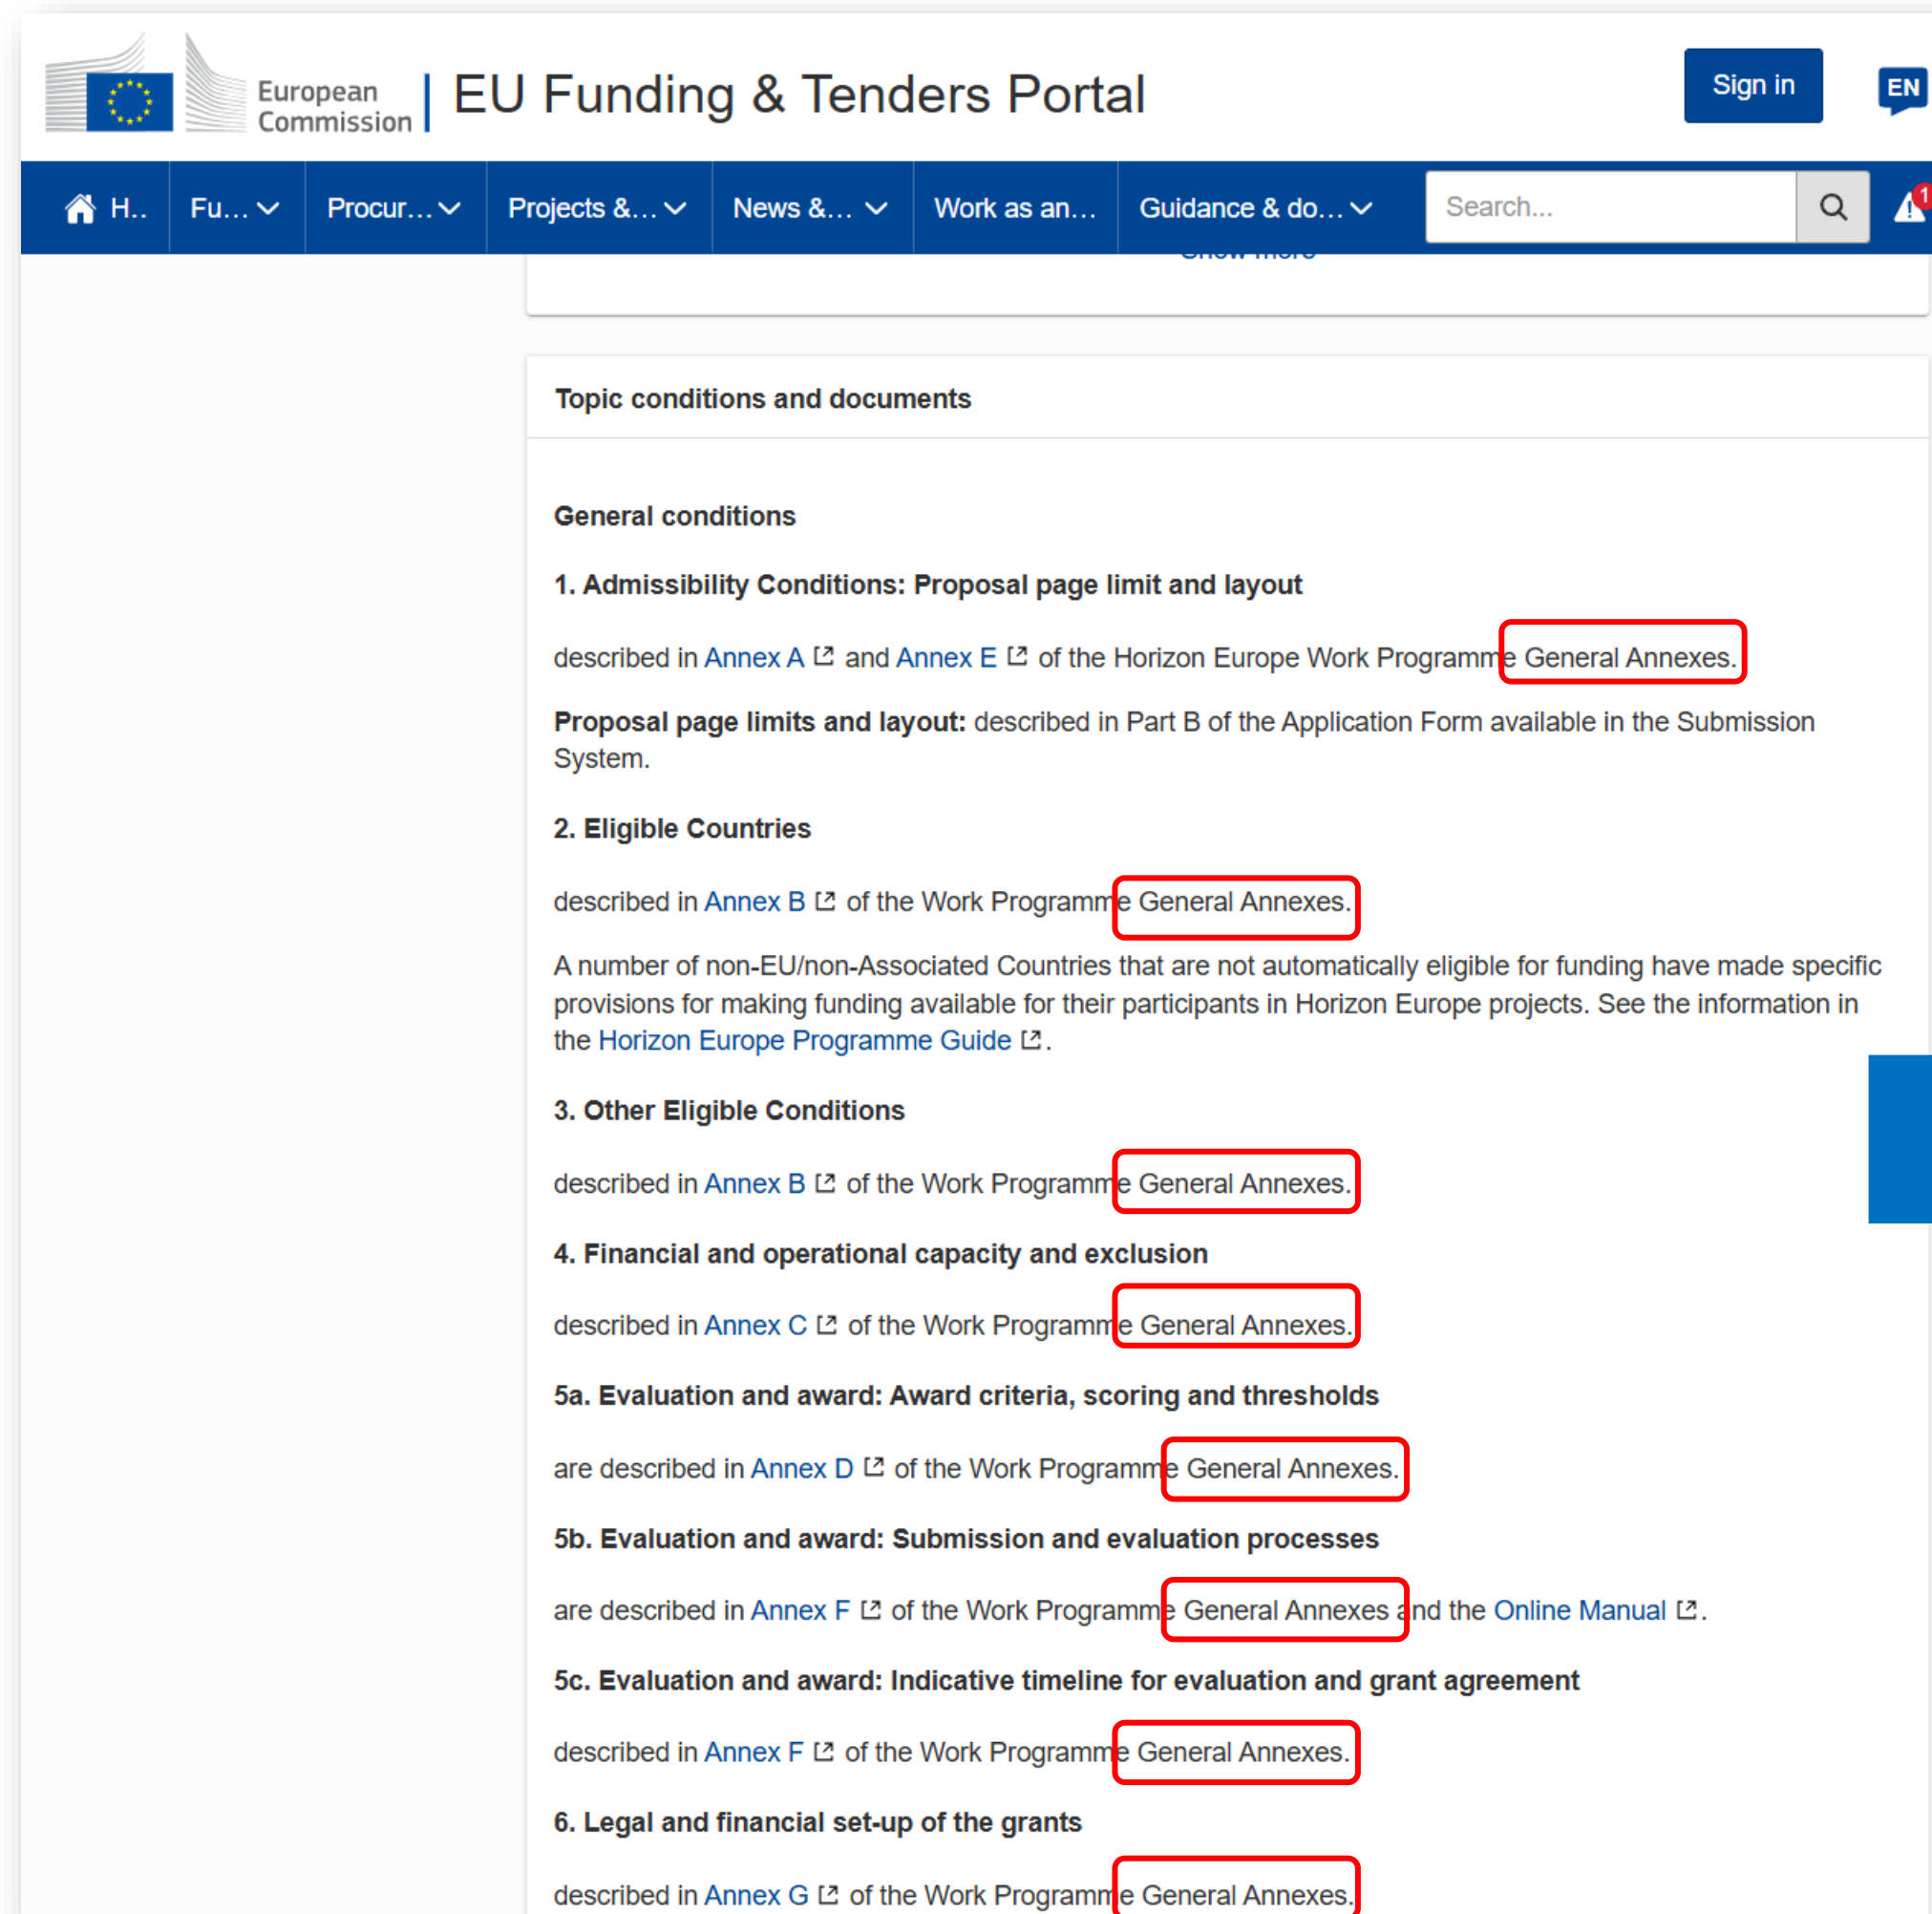 European
Commission
EU Funding & Tenders Portal
Sign in
EN
H..
Fu...
Procur...
Projects &...
News &...
Work as an...
Guidance & do...
Search...
1
Show more
Topic conditions and documents
General conditions
1. Admissibility Conditions: Proposal page limit and layout
described in Annex A and Annex E of the Horizon Europe Work Programme General Annexes.
Proposal page limits and layout: described in Part B of the Application Form available in the Submission
System.
2. Eligible Countries
described in Annex B of the Work Programme General Annexes.
A number of non-EU/non-Associated Countries that are not automatically eligible for funding have made specific
provisions for making funding available for their participants in Horizon Europe projects. See the information in
the Horizon Europe Programme Guide .
3. Other Eligible Conditions
described in Annex B of the Work Programme General Annexes.
4. Financial and operational capacity and exclusion
described in Annex C of the Work Programme General Annexes.
5a. Evaluation and award: Award criteria, scoring and thresholds
are described in Annex D of the Work Programme General Annexes.
5b. Evaluation and award: Submission and evaluation processes
are described in Annex F of the Work Programme General Annexes and the Online Manual .
5c. Evaluation and award: Indicative timeline for evaluation and grant agreement
described in Annex F of the Work Programme General Annexes.
6. Legal and financial set-up of the grants
described in Annex G of the Work Programme General Annexes.